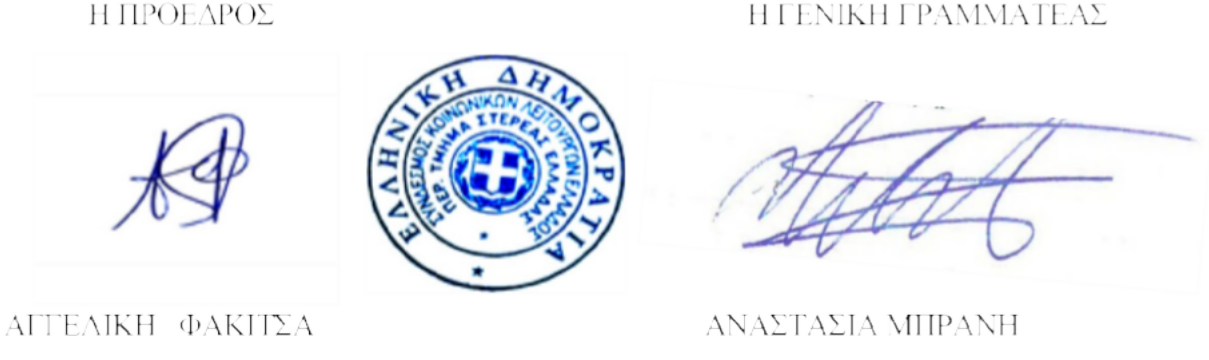 Η ΠΡΟΕΔΡΟΣ
Η ΓΕΝΙΚΗ ΓΡΑΜΜΑΤΕΑΣ
ΕΛΛΗΝΙΚΗ ΔΗΜΟΚΡΑΤΙΑ
ΣΥΝΔΕΣΜΟΣ ΚΟΙΝΩΝΙΚΩΝ ΛΕΙΤΟΥΡΓΩΝ ΕΛΛΑΔΟΣ
ΠΕΡ. ΤΜΗΜΑ ΣΤΕΡΕΑΣ ΕΛΛΑΔΑΣ
ΑΓΓΕΛΙΚΗ ΦΑΚΙΤΣΑ
ΑΝΑΣΤΑΣΙΑ ΜΠΡΑΝΗ